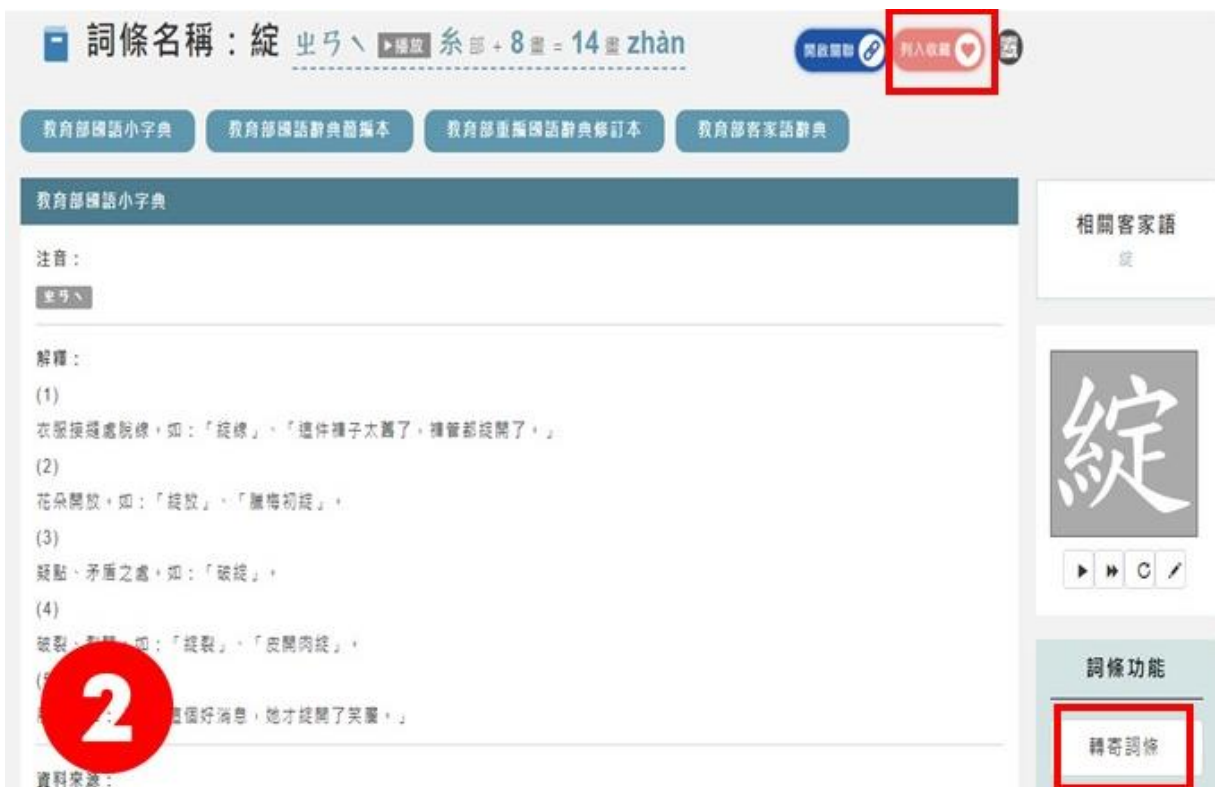 詞條名稱：綻 ㄓㄢˋ ▶播放 糸 部 + 8 畫 = 14 畫 zhàn
開啟關聯 列入收藏
教育部國語小字典 教育部國語辭典簡編本 教育部重編國語辭典修訂本 教育部客家語辭典
教育部國語小字典
注音：
ㄓㄢˋ
解釋：
(1)
衣服接縫處脫線。如：「綻線」、「這件褲子太舊了，褲管都綻開了。」
(2)
花朵開放。如：「綻放」、「臘梅初綻」。
(3)
疑點、矛盾之處。如：「破綻」。
(4)
破裂、裂開。如：「綻裂」、「皮開肉綻」。
這個好消息，她才綻開了笑靨。」
2
資料來源：
相關客家語
綻
綻
詞條功能
轉寄詞條